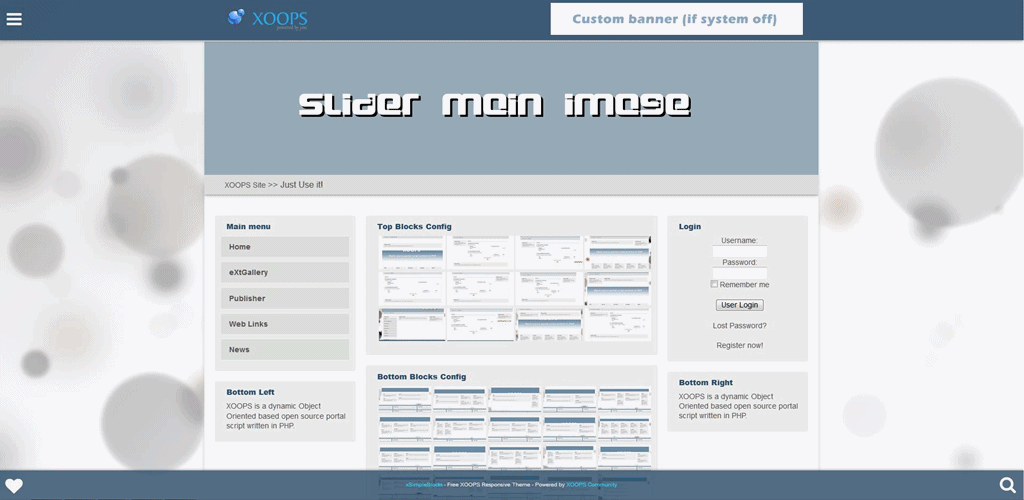 XOOPS
powered by you
Custom banner (if system off)
slider main image
XOOPS Site >> Just Use it!
Main menu
Home
eXtGallery
Publisher
Web Links
News
Bottom Left
XOOPS is a dynamic Object
Oriented based open source portal
script written in PHP.
Top Blocks Config
Bottom Blocks Config
Login
Username:
Password:
Remember me
User Login
Lost Password?
Register now!
Bottom Right
XOOPS is a dynamic Object
Oriented based open source portal
script written in PHP.
- Free XOOPS Responsive Theme - Powered by XOOPS Community